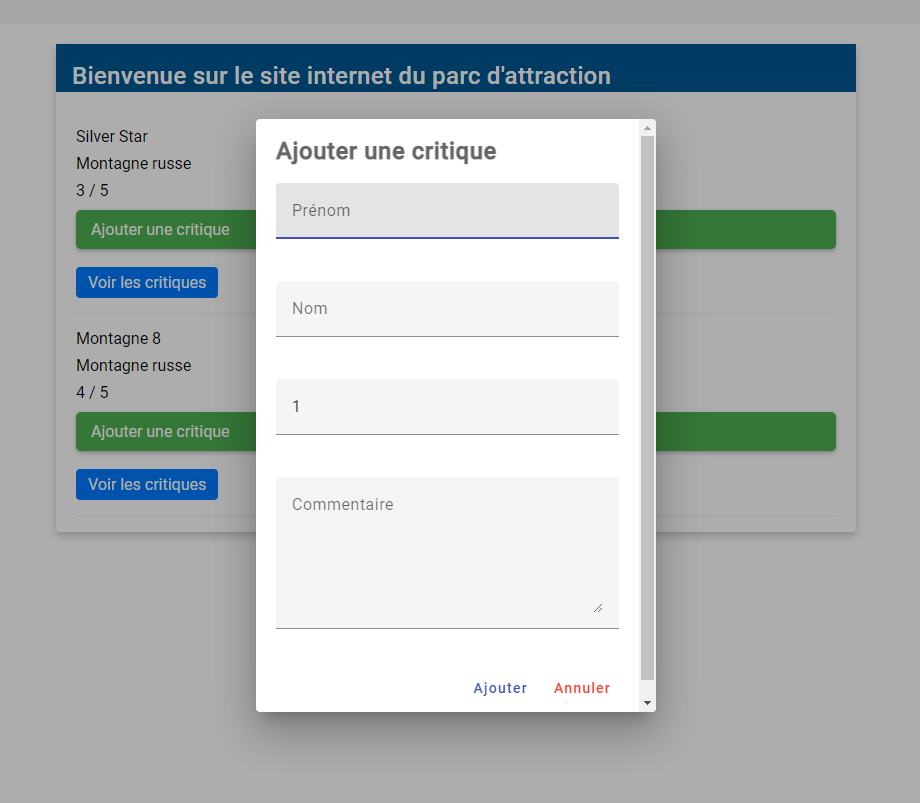 Bienvenue sur le site internet du parc d'attraction
Silver Star
Montagne russe
3 / 5
Ajouter une critique
Voir les critiques
Montagne 8
Montagne russe
4 / 5
Ajouter une critique
Voir les critiques
Ajouter une critique
Prénom
Nom
1
Commentaire
Ajouter Annuler